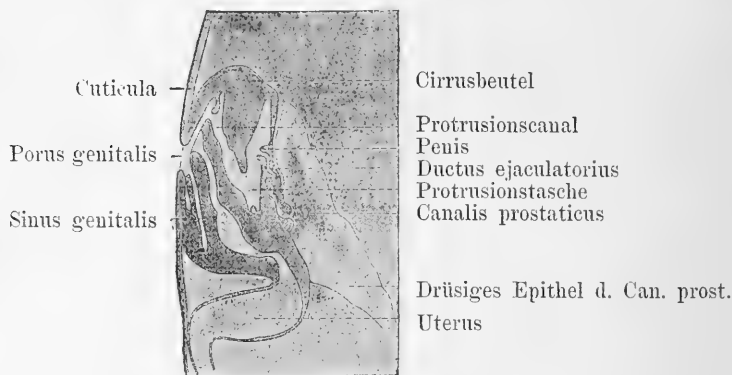 Cuticula
Porus genitalis
Sinus genitalis
Cirrusbeutel
Protrusionscanal
Penis
Ductus ejaculatorius
Protrusionstasche
Canalis prostaticus
Drüsiges Epithel d. Can. prost.
Uterus